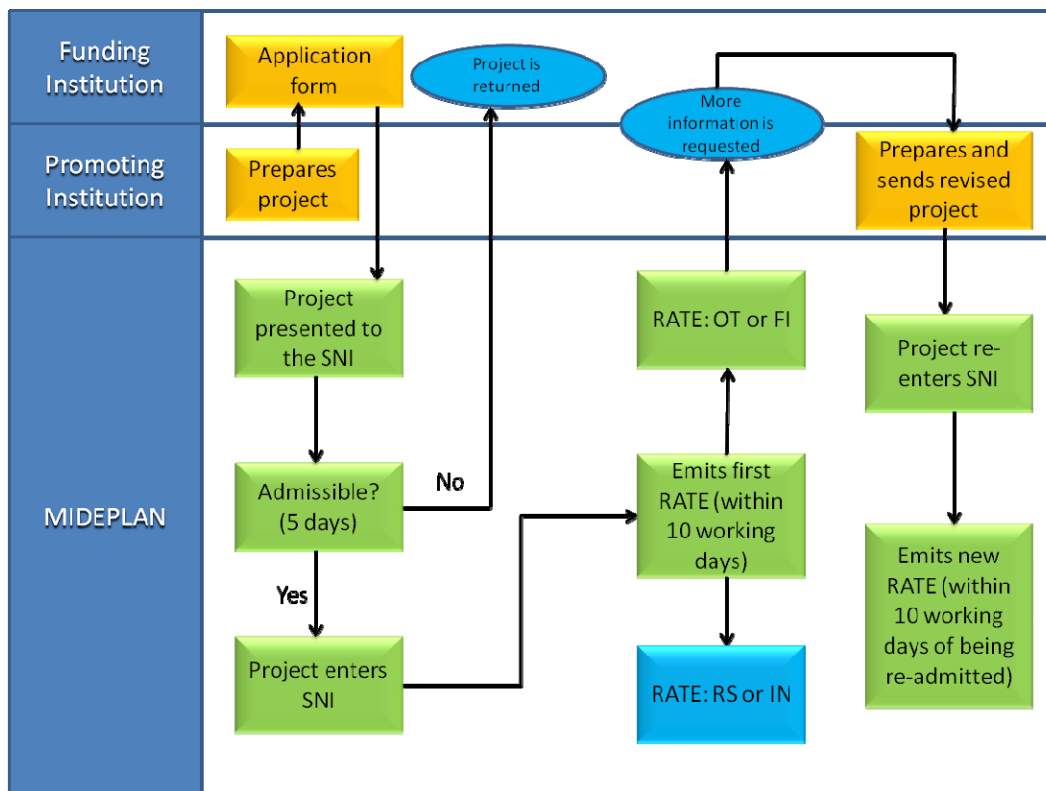 Funding
Institution
Application
form
Project is
returned
More
information is
requested
Promoting
Institution
Prepares
project
Prepares and
sends revised
project
MIDEPLAN
Project
presented to
the SNI
RATE: OT or FI
Project re-
enters SNI
Admissible?
(5 days)
No
Emits first
RATE (within
10 working
days)
Emits new
RATE (within
10 working
days of being
re-admitted)
Yes
Project enters
SNI
RATE: RS or IN